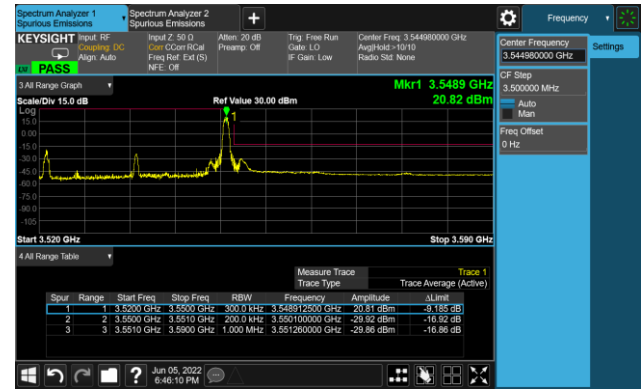 Spectrum Analyzer 1
Spurious Emissions
Spectrum Analyzer 2
Spurious Emissions
+
Frequency
KEYSIGHT
Input: RF
Coupling: DC
Align: Auto
Input Z: 50 Ω
Corr CCorr RCal
Freq Ref: Ext (S)
NFE: Off
Atten: 20 dB
Preamp: Off
Trig: Free Run
Gate: LO
IF Gain: Low
Center Freq: 3.544980000 GHz
Avg|Hold:>10/10
Radio Std: None
PASS
Center Frequency
3.544980000 GHz
Settings
CF Step
3.500000 MHz
Auto
Man
Freq Offset
0 Hz
3 All Range Graph
Mkr1 3.5489 GHz
Scale/Div 15.0 dB
Ref Value 30.00 dBm
20.82 dBm
Log
15.0
0.00
-15.0
-30.0
-45.0
-60.0
-75.0
-90.0
-105
1
Start 3.520 GHz
Stop 3.590 GHz
4 All Range Table
Measure Trace Trace 1
Trace Type Trace Average (Active)
Spur Range Start Freq Stop Freq RBW Frequency Amplitude ΔLimit
1 1 3.5200 GHz 3.5500 GHz 300.0 kHz 3.548912500 GHz 20.81 dBm -9.185 dB
2 2 3.5500 GHz 3.5510 GHz 200.0 kHz 3.550100000 GHz -29.92 dBm -16.92 dB
3 3 3.5510 GHz 3.5900 GHz 1.000 MHz 3.551260000 GHz -29.86 dBm -16.86 dB
?
Jun 05, 2022
6:46:10 PM